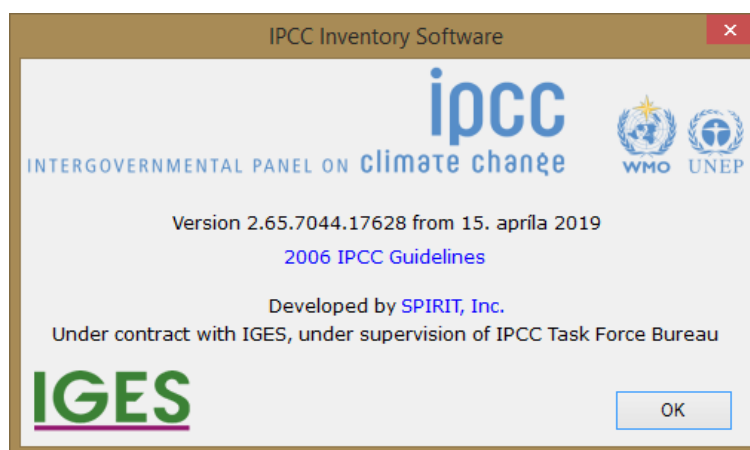 IPCC Inventory Software
ipcc
INTERGOVERNMENTAL PANEL ON climate change
WMO
UNEP
Version 2.65.7044.17628 from 15. apríla 2019
2006 IPCC Guidelines
Developed by SPIRIT, Inc.
Under contract with IGES, under supervision of IPCC Task Force Bureau
IGES
OK